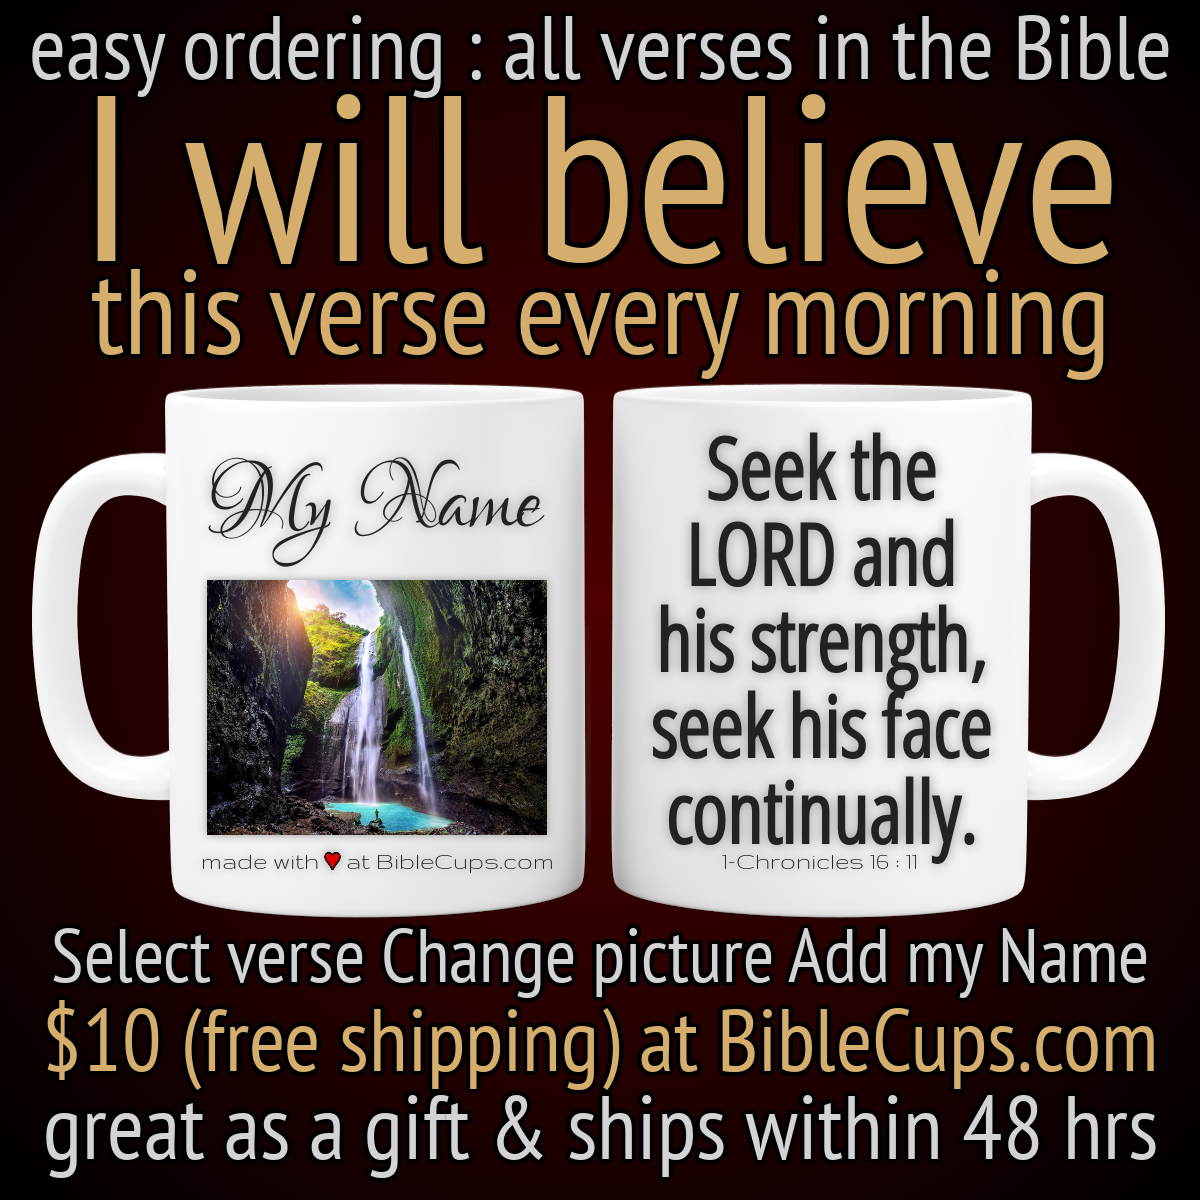 easy ordering : all verses in the Bible
I will believe
this verse every morning
My Name
made with ♥ at BibleCups.com
Seek the
LORD and
his strength,
seek his face
continually.
1-Chronicles 16 : 11
Select verse Change picture Add my Name
$10 (free shipping) at BibleCups.com
great as a gift & ships within 48 hrs